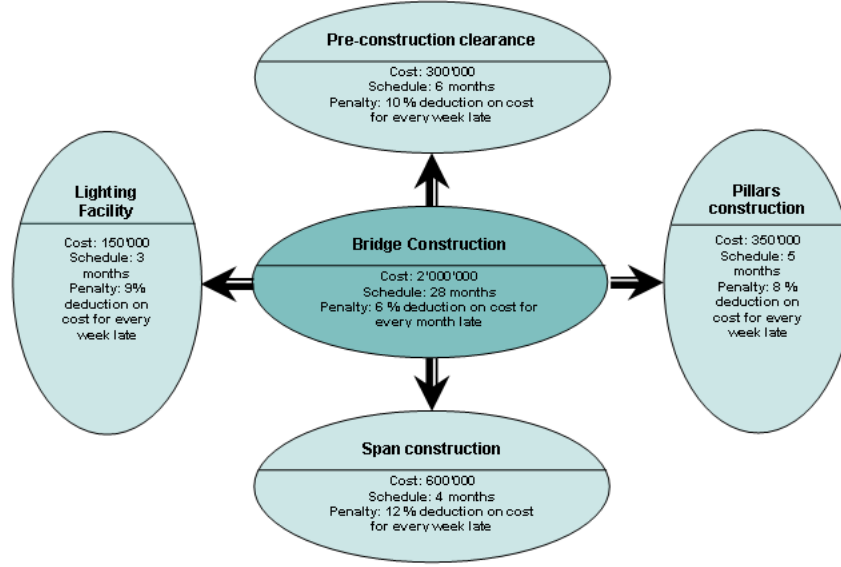 Pre-construction clearance
Cost: 300'000
Schedule: 6 months
Penalty: 10 % deduction on cost
for every week late
Lighting
Facility
Cost: 150'000
Schedule: 3
months
Penalty: 9%
deduction on
cost for every
week late
Bridge Construction
Cost: 2'000'000
Schedule: 28 months
Penalty: 6 % deduction on cost for
every month late
Pillars
construction
Cost: 350'000
Schedule: 5
months
Penalty: 8 %
deduction on
cost for every
week late
Span construction
Cost: 600'000
Schedule: 4 months
Penalty: 12 % deduction on cost
for every week late